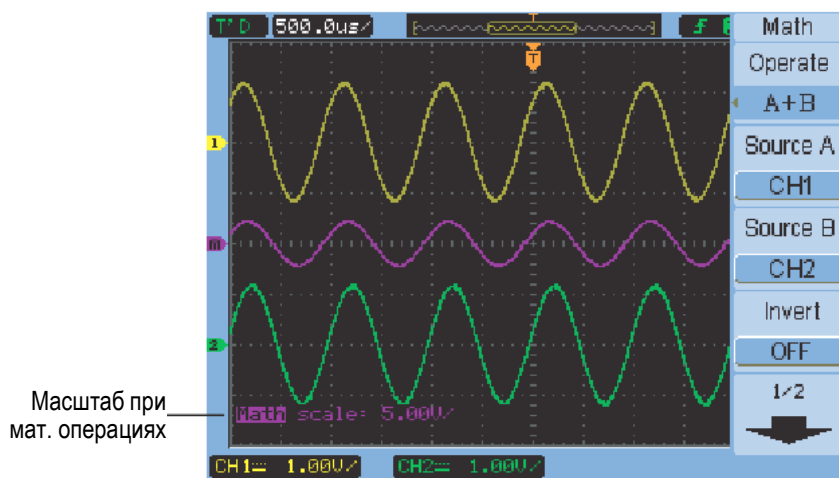 T'D 500.0us/
T
Math
Operate
T
A+B
1
Source A
CH1
Source B
M
CH2
Invert
2
OFF
1/2
Масштаб при
мат. операциях
Math scale: 5.00V/
CH1 1.00V/ CH2 1.00V/